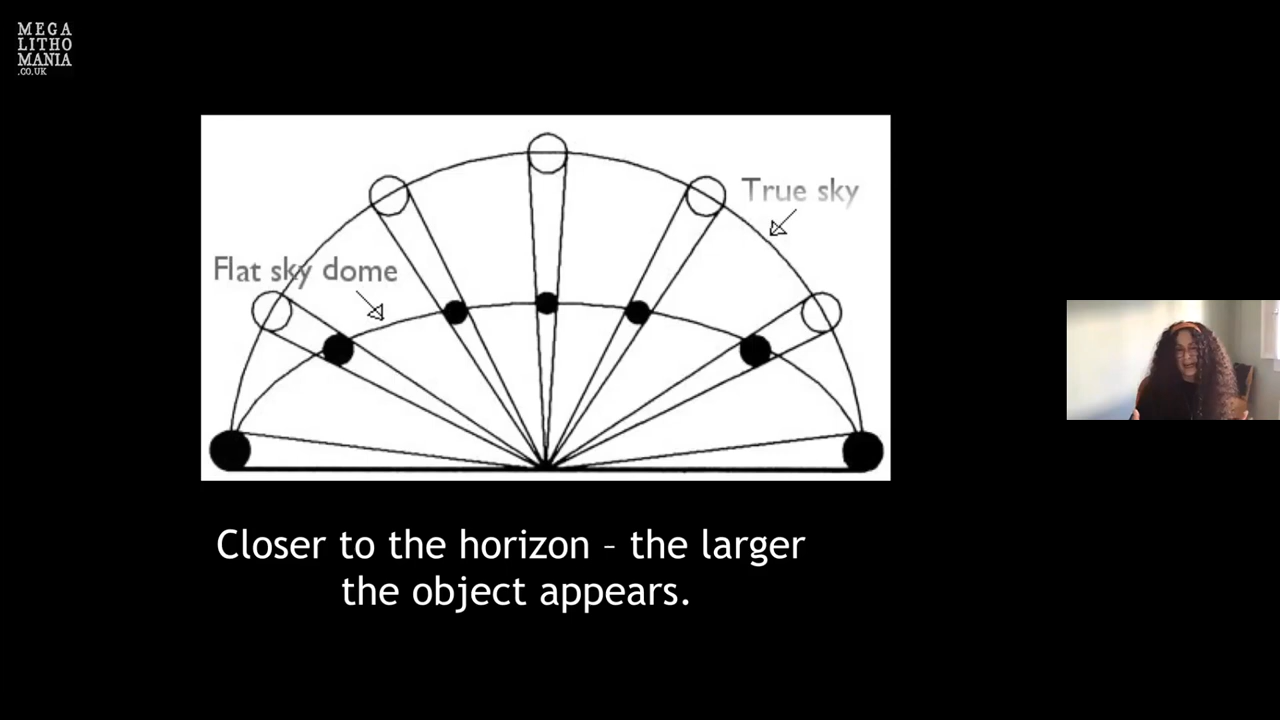 MEGA
LITHO
MANIA
.CO.UK
True sky
Flat sky dome
Closer to the horizon – the larger
the object appears.